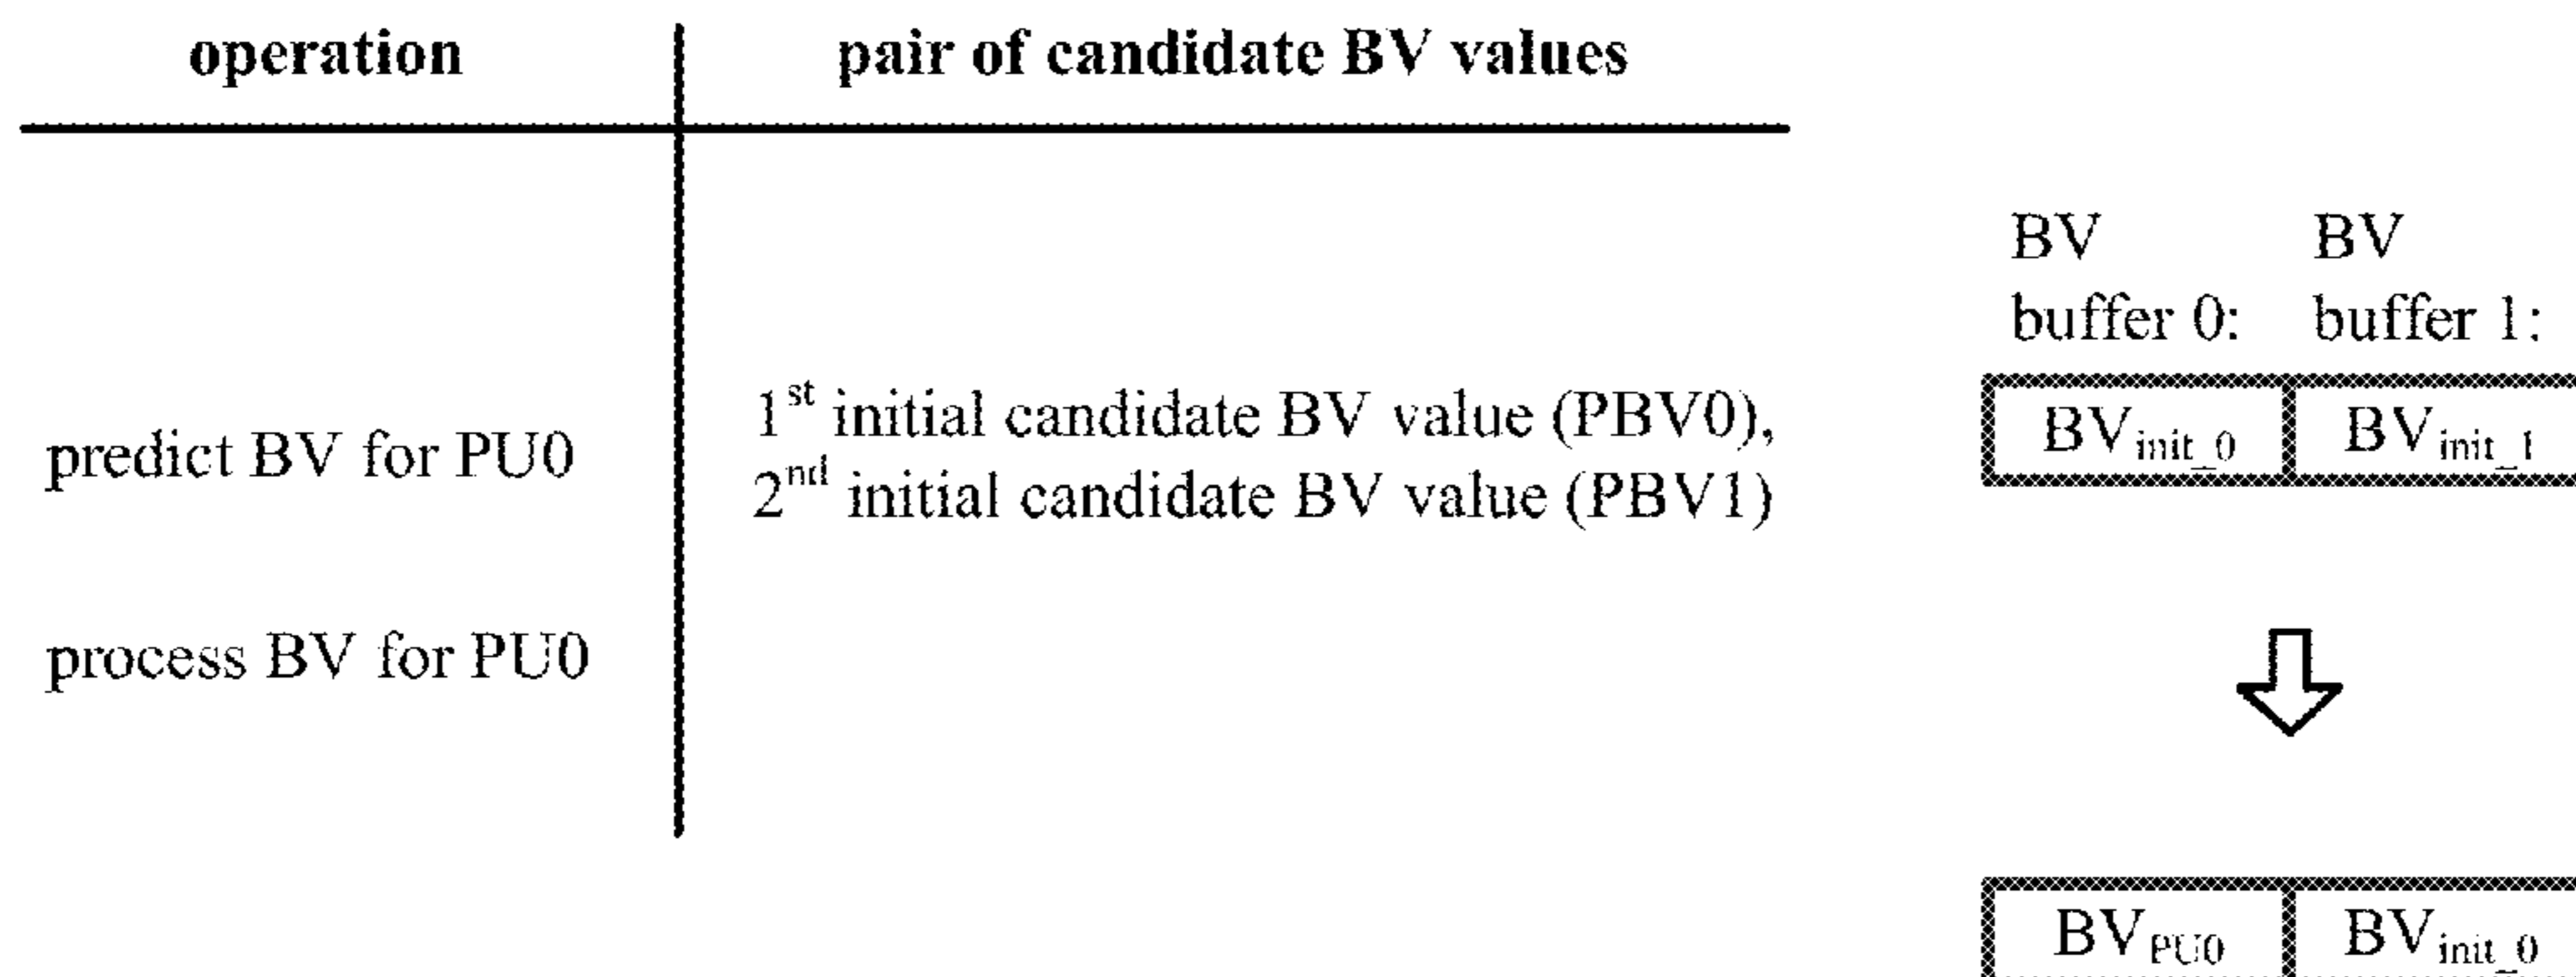 operation pair of candidate BV values
BV BV
buffer 0: buffer 1:
predict BV for PU0 1st initial candidate BV value (PBV0),
2nd initial candidate BV value (PBV1)
BVinit_0 BVinit_1
process BV for PU0
BVPU0 BVinit_0